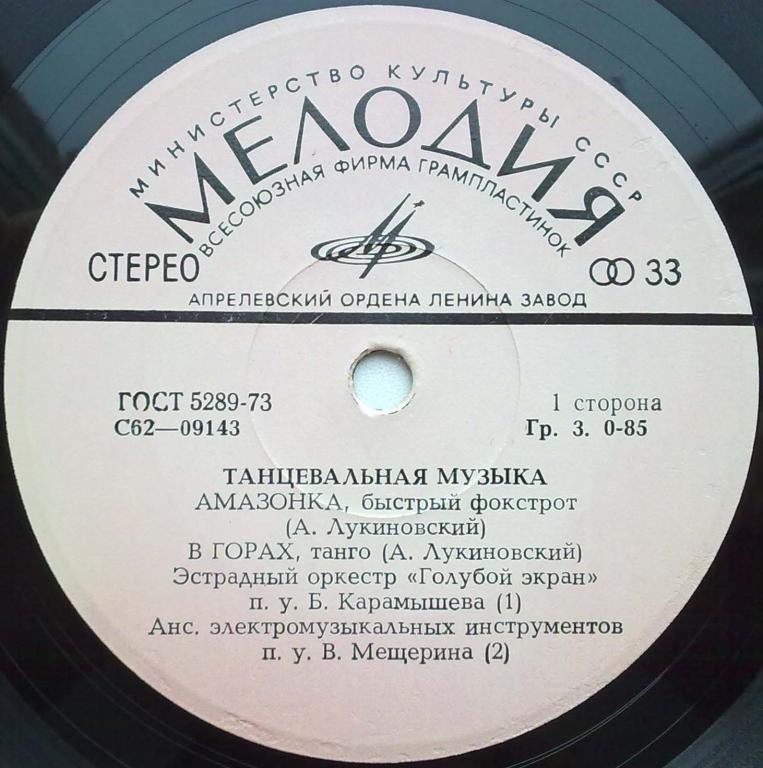 МИНИСТЕРСТВО КУЛЬТУРЫ СССР
МЕЛОДИЯ
ВСЕСОЮЗНАЯ ФИРМА ГРАМПЛАСТИНОК
СТЕРЕО
33
АПРЕЛЕВСКИЙ ОРДЕНА ЛЕНИНА ЗАВОД
ГОСТ 5289-73
1 сторона
С62—09143
Гр. 3. 0-85
ТАНЦЕВАЛЬНАЯ МУЗЫКА
АМАЗОНКА, быстрый фокстрот
(А. Лукиновский)
В ГОРАХ, танго (А. Лукиновский)
Эстрадный оркестр «Голубой экран»
п. у. Б. Карамышева (1)
Анс. электромузыкальных инструментов
п. у. В. Мещерина (2)